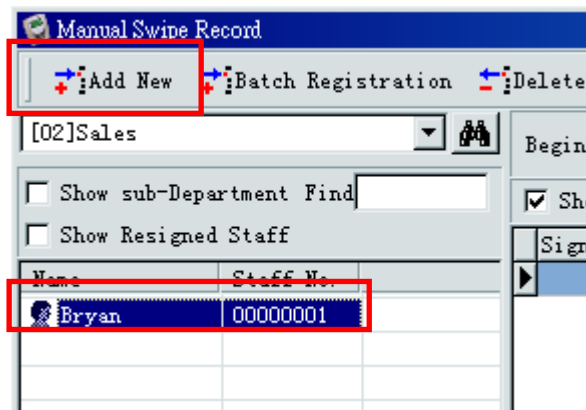 Manual Swipe Record
Add New Batch Registration Delete
[02]Sales
Begin
Show sub-Department Find
Sh
Show Resigned Staff
Sign
Name Staff No.
Bryan 00000001